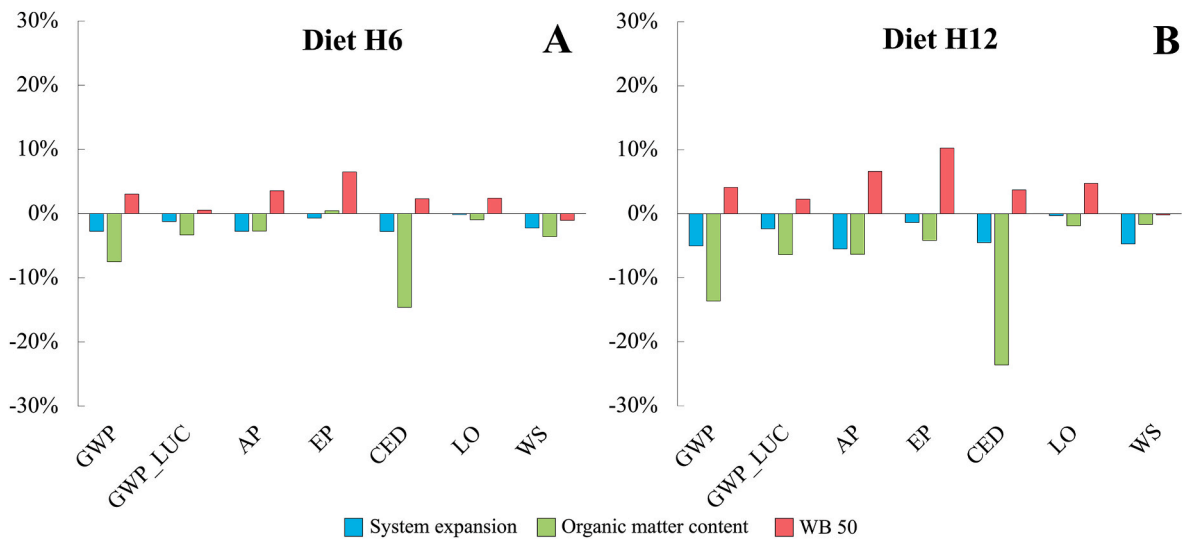 Diet H6
A
30%
20%
10%
0%
-10%
-20%
-30%
GWP
GWP_LUC
AP
EP
CED
LO
WS
Diet H12
B
30%
20%
10%
0%
-10%
-20%
-30%
GWP
GWP_LUC
AP
EP
CED
LO
WS
System expansion
Organic matter content
WB 50